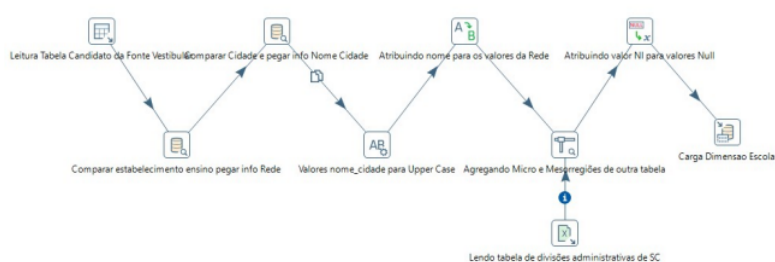 Leitura Tabela Candidato da Fonte Vestibular
Comparar Cidade e pegar info Nome Cidade
Atribuindo nome para os valores da Rede
Atribuindo valor NI para valores Null
Carga Dimensao Escola
Comparar estabelecimento ensino pegar info Rede
Valores nome_cidade para Upper Case
Agregando Micro e Mesorregiões de outra tabela
Lendo tabela de divisões administrativas de SC